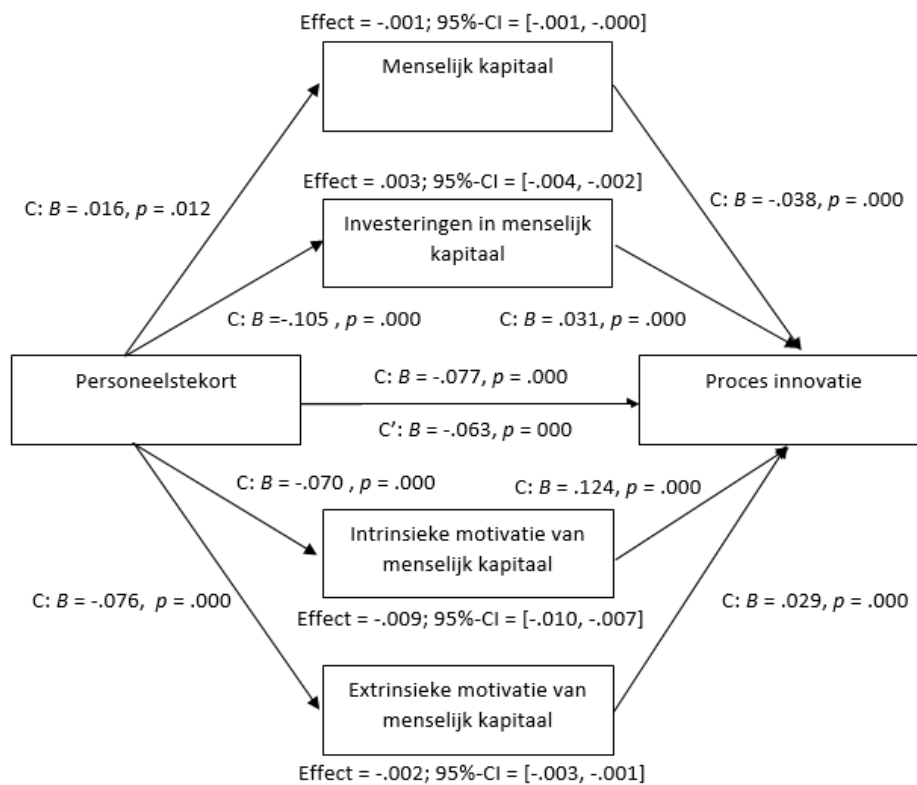 Effect = -.001; 95%-CI = [-.001, -.000]
Menselijk kapitaal
Effect = .003; 95%-CI = [-.004, -.002]
C: B = .016, p = .012
C: B = -.038, p = .000
Investeringen in menselijk
kapitaal
C: B =-.105 , p = .000
C: B = .031, p = .000
Personeelstekort
C: B = -.077, p = .000
Proces innovatie
C’: B = -.063, p = 000
C: B = -.070 , p = .000
C: B = .124, p = .000
Intrinsieke motivatie van
menselijk kapitaal
C: B = -.076,  p = .000
C: B = .029, p = .000
Effect = -.009; 95%-CI = [-.010, -.007]
Extrinsieke motivatie van
menselijk kapitaal
Effect = -.002; 95%-CI = [-.003, -.001]